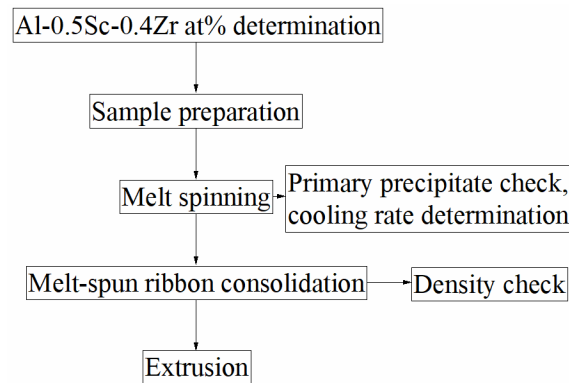 Al-0.5Sc-0.4Zr at% determination
Sample preparation
Melt spinning
Primary precipitate check,
cooling rate determination
Melt-spun ribbon consolidation
Density check
Extrusion